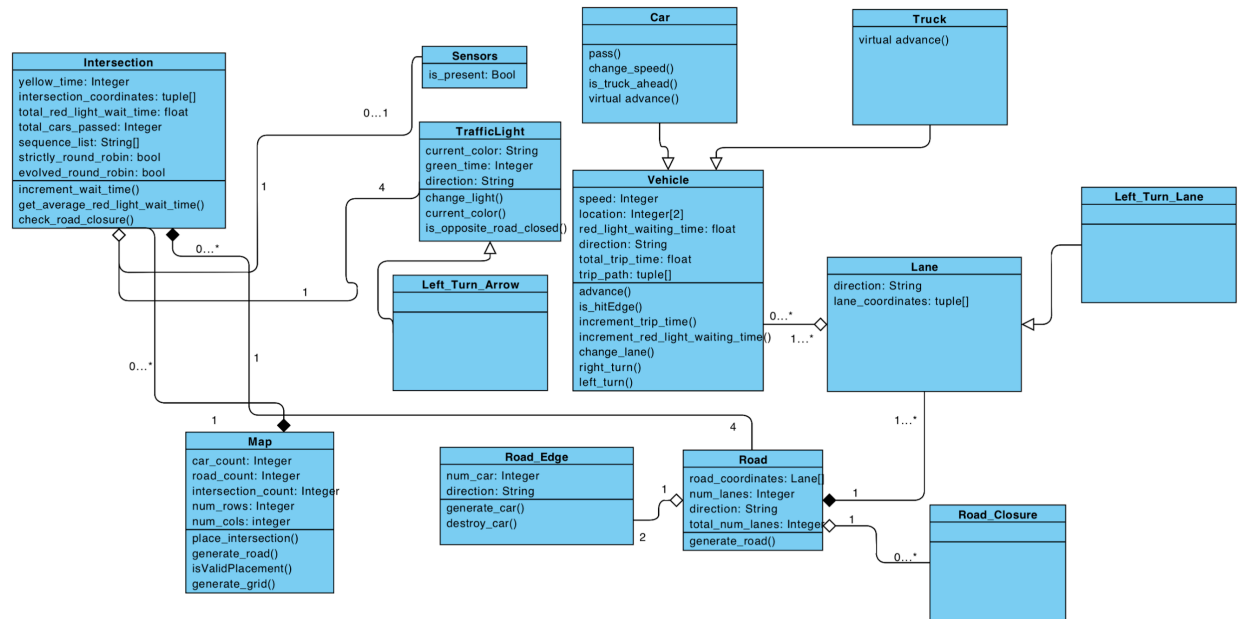 Car
pass()
change_speed()
is_truck_ahead()
virtual advance()
Truck
virtual advance()
Intersection
yellow_time: Integer
intersection_coordinates: tuple[]
total_red_light_wait_time: float
total_cars_passed: Integer
sequence_list: String[]
strictly_round_robin: bool
evolved_round_robin: bool
increment_wait_time()
get_average_red_light_wait_time()
check_road_closure()
Sensors
is_present: Bool
0...1
1
TrafficLight
current_color: String
green_time: Integer
direction: String
change_light()
current_color()
is_opposite_road_closed()
4
1
Left_Turn_Arrow
Vehicle
speed: Integer
location: Integer[2]
red_light_waiting_time: float
direction: String
total_trip_time: float
trip_path: tuple[]
advance()
is_hitEdge()
increment_trip_time()
increment_red_light_waiting_time()
change_lane()
right_turn()
left_turn()
0...*
1...*
Lane
direction: String
lane_coordinates: tuple[]
Left_Turn_Lane
0...*
1
0...*
1
4
1...*
1
Map
car_count: Integer
road_count: Integer
intersection_count: Integer
num_rows: Integer
num_cols: integer
place_intersection()
generate_road()
isValidPlacement()
generate_grid()
Road_Edge
num_car: Integer
direction: String
generate_car()
destroy_car()
1
2
Road
road_coordinates: Lane[]
num_lanes: Integer
direction: String
total_num_lanes: Integer
generate_road()
1
0...*
Road_Closure